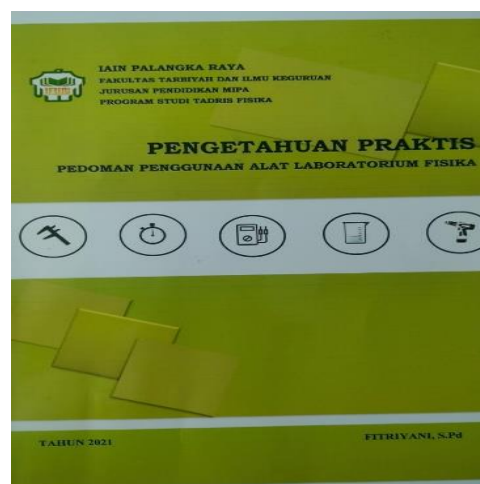 IAIN PALANGKA RAYA
FAKULTAS TARBIYAH DAN ILMU KEGURUAN
JURUSAN PENDIDIKAN MIPA
PROGRAM STUDI TADRIS FISIKA
PENGETAHUAN PRAKTIS
PEDOMAN PENGGUNAAN ALAT LABORATORIUM FISIKA
TAHUN 2021
FITRIYANI, S.Pd